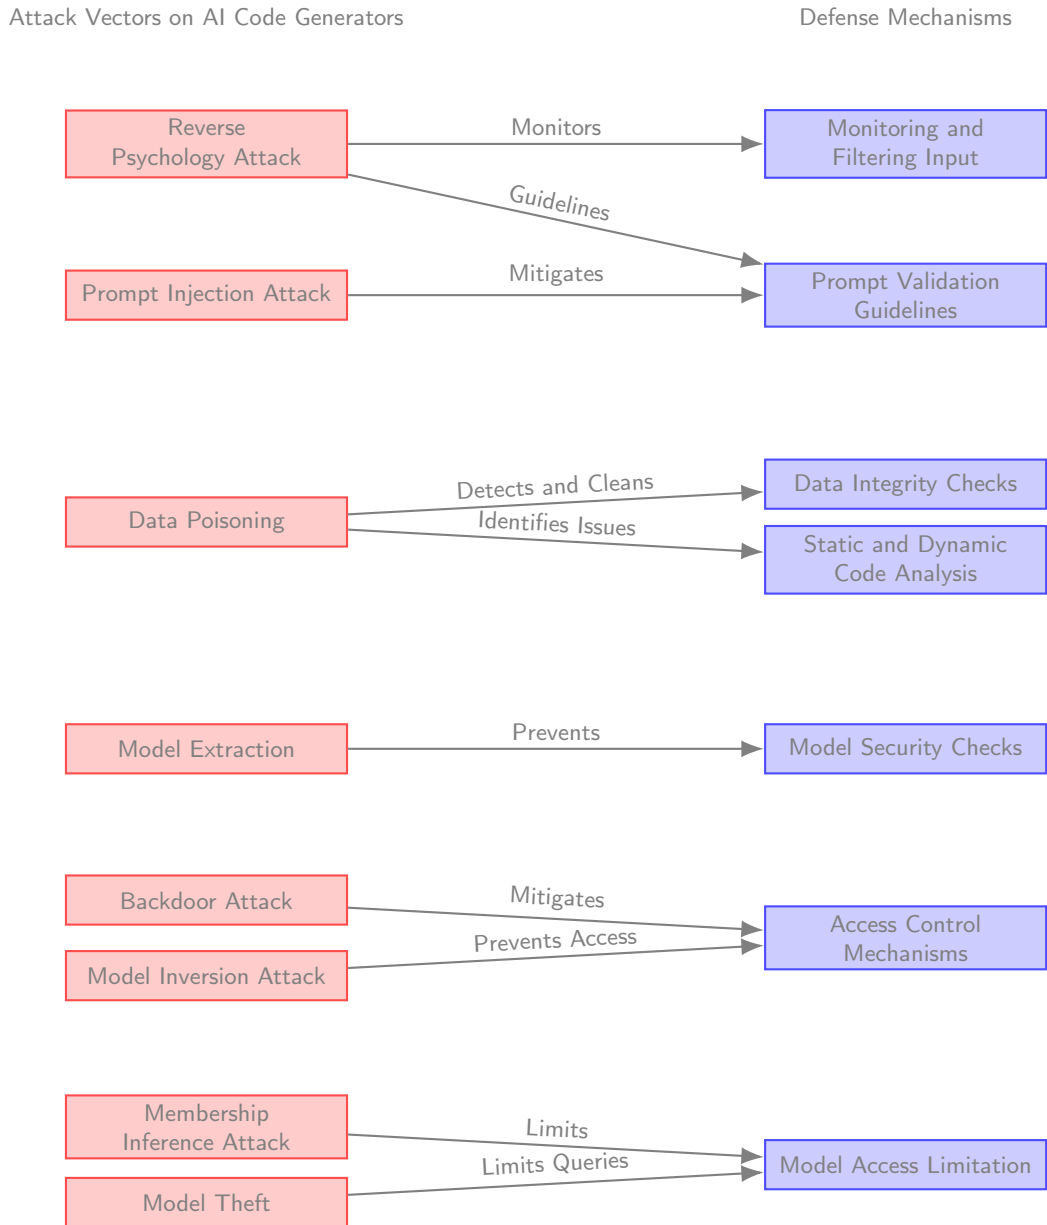 Attack Vectors on AI Code Generators
Defense Mechanisms
Reverse
Psychology Attack
Monitors
Monitoring and
Filtering Input
Guidelines
Prompt Injection Attack
Mitigates
Prompt Validation
Guidelines
Data Poisoning
Detects and Cleans
Data Integrity Checks
Identifies Issues
Static and Dynamic
Code Analysis
Model Extraction
Prevents
Model Security Checks
Backdoor Attack
Mitigates
Access Control
Mechanisms
Model Inversion Attack
Prevents Access
Membership
Inference Attack
Limits
Model Access Limitation
Model Theft
Limits Queries